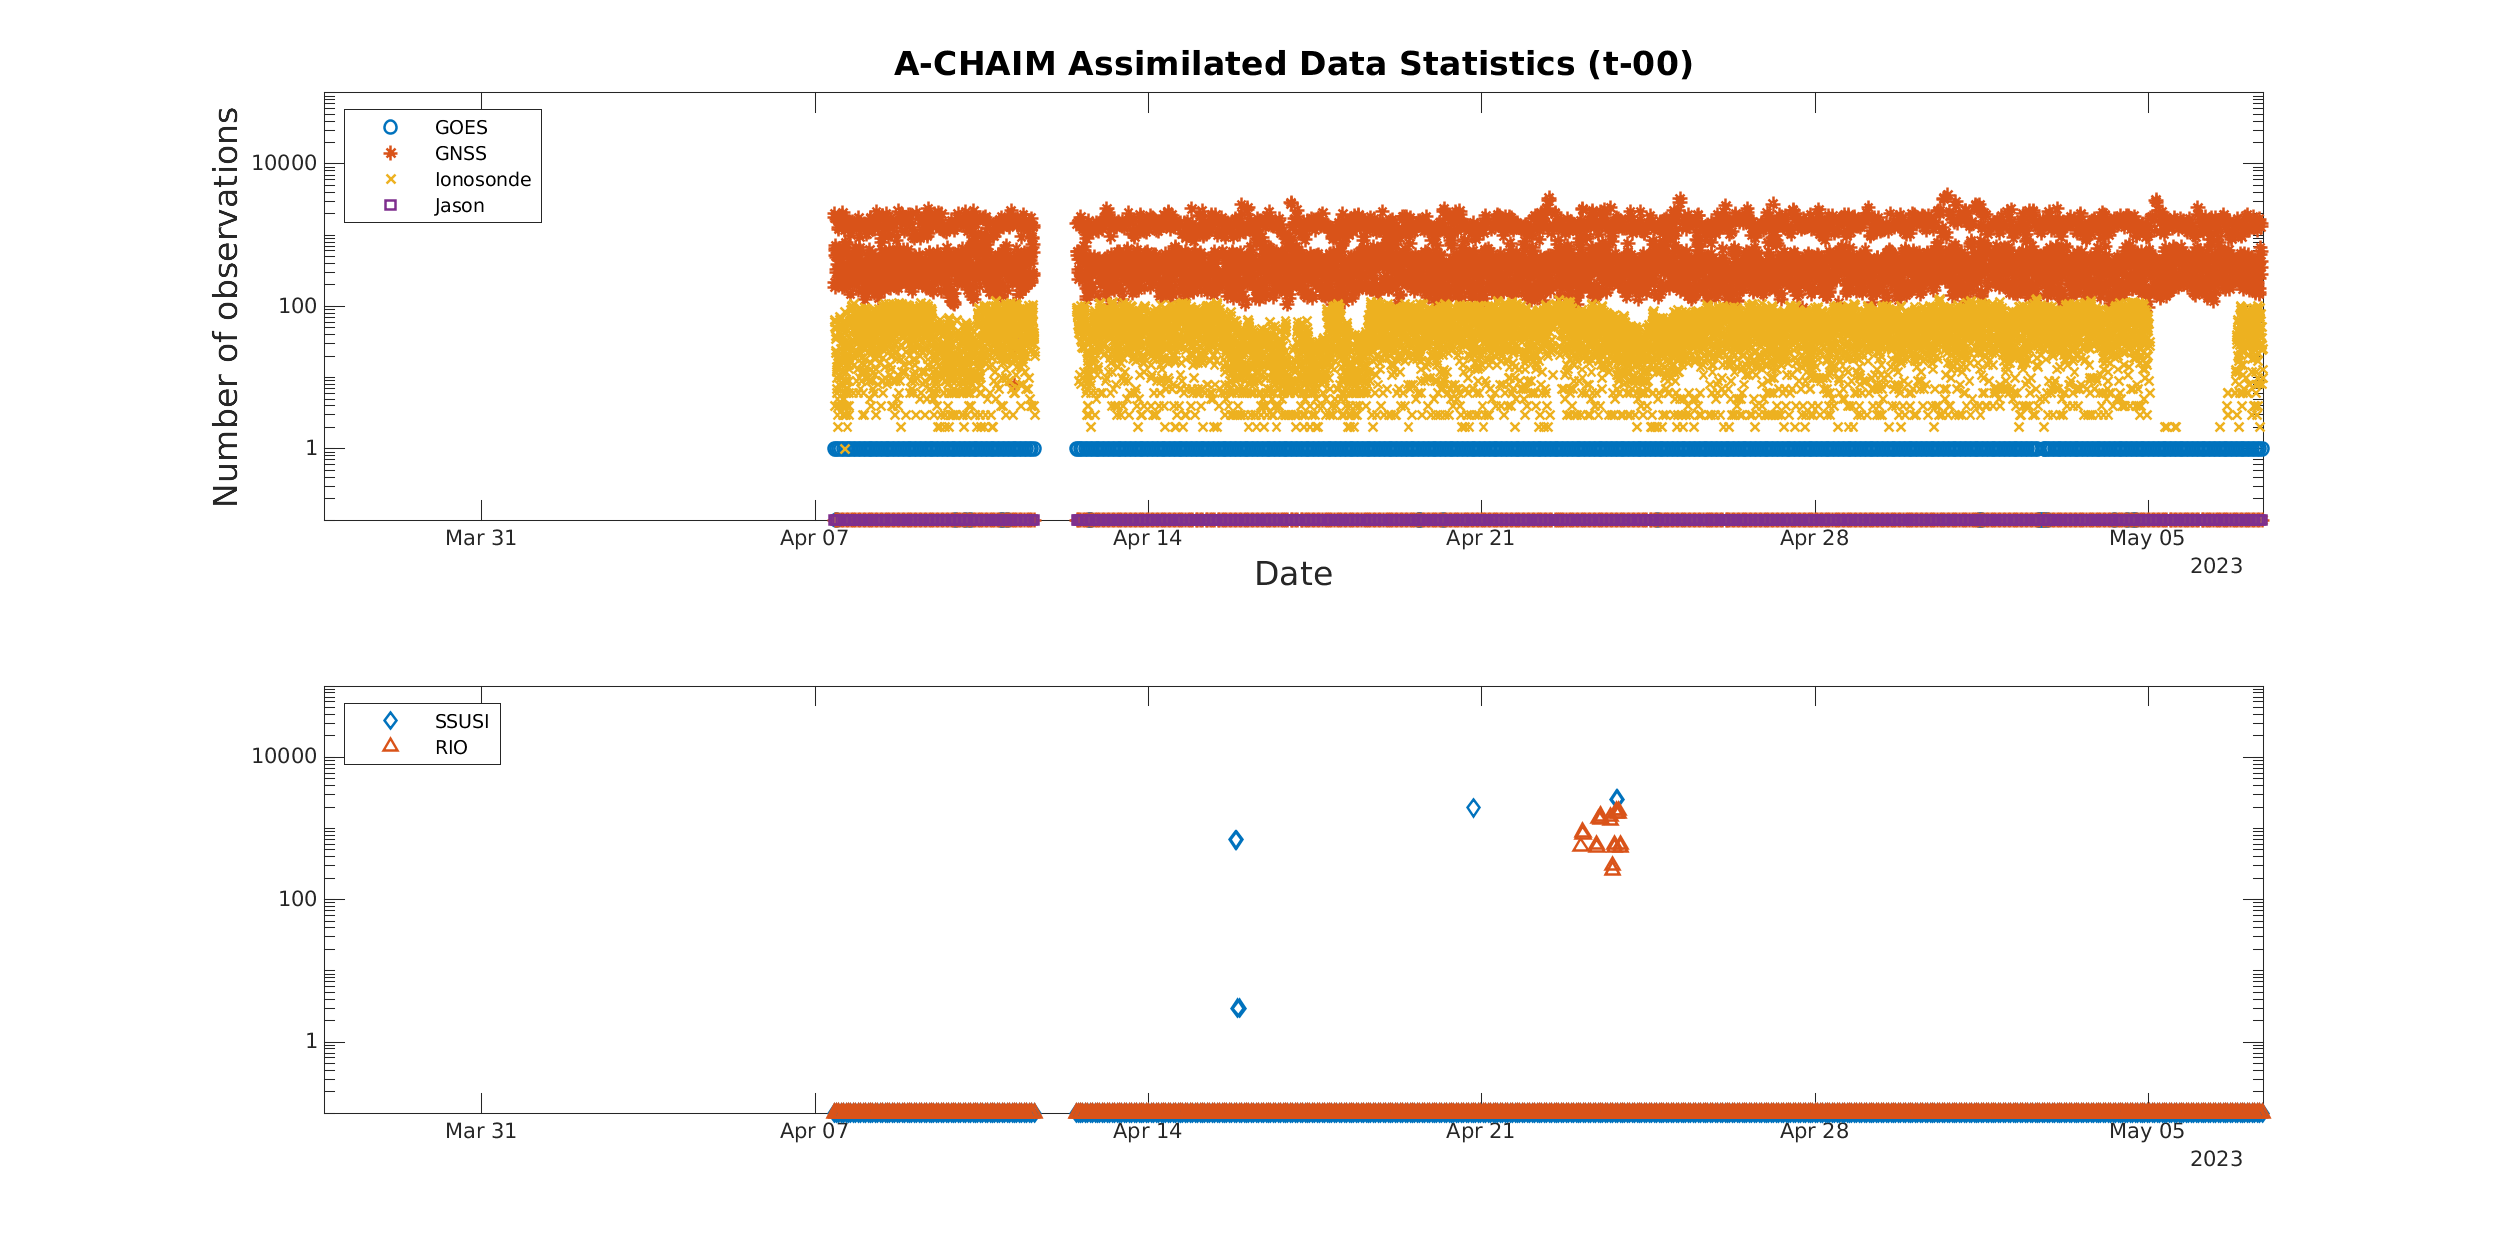 A-CHAIM Assimilated Data Statistics (t-00)
Number of observations
10000
100
1
GOES
GNSS
Ionosonde
Jason
Mar 31 Apr 07 Apr 14 Apr 21 Apr 28 May 05
2023
Date
10000
100
1
SSUSI
RIO
Mar 31 Apr 07 Apr 14 Apr 21 Apr 28 May 05
2023